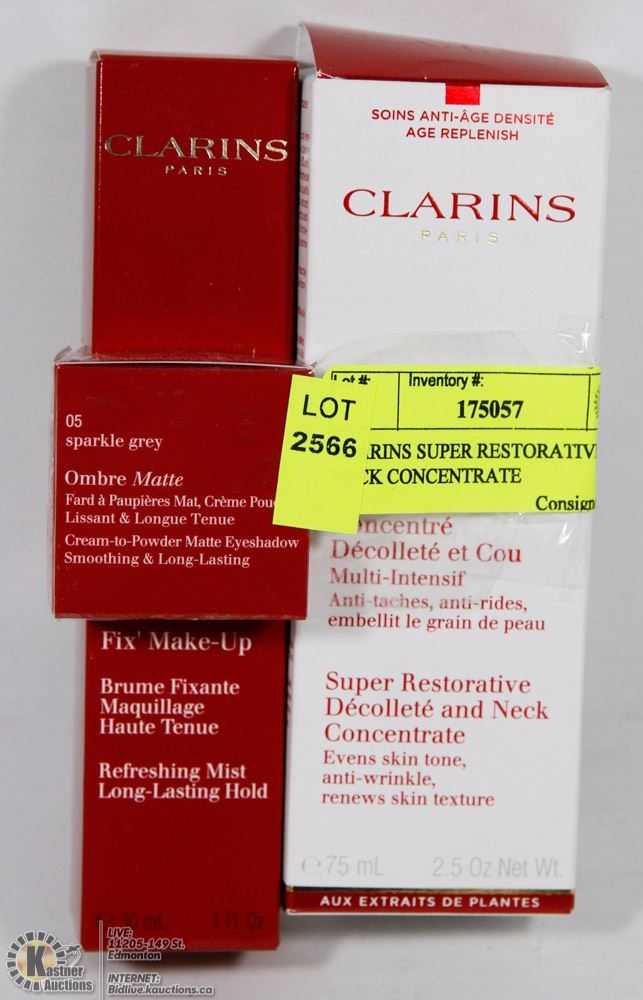 CLARINS
PARIS
SOINS ANTI-ÂGE DENSITÉ
AGE REPLENISH
CLARINS
PARIS
05
sparkle grey
Ombre Matte
Fard à Paupières Mat, Crème
Lissant & Longue Tenue
Cream-to-Powder Matte Eyeshadow
Smoothing & Long-Lasting
LOT
2566
Lot #:
Inventory #:
175057
SUPER RESTORATIVE
CONCENTRATE
Concentré
Décolleté et Cou
Multi-Intensif
Anti-taches, anti-rides,
embellit le grain de peau
Super Restorative
Décolleté and Neck
Concentrate
Evens skin tone,
anti-wrinkle,
renews skin texture
℮ 75 mL 2.5 Oz Net Wt.
AUX EXTRAITS DE PLANTES
Fix' Make-Up
Brume Fixante
Maquillage
Haute Tenue
Refreshing Mist
Long-Lasting Hold
℮ 30 mL 1 Fl. Oz.
K
Kastner
Auctions
LIVE:
11205-149 St.
Edmonton
INTERNET:
Bidlive.kauctions.ca